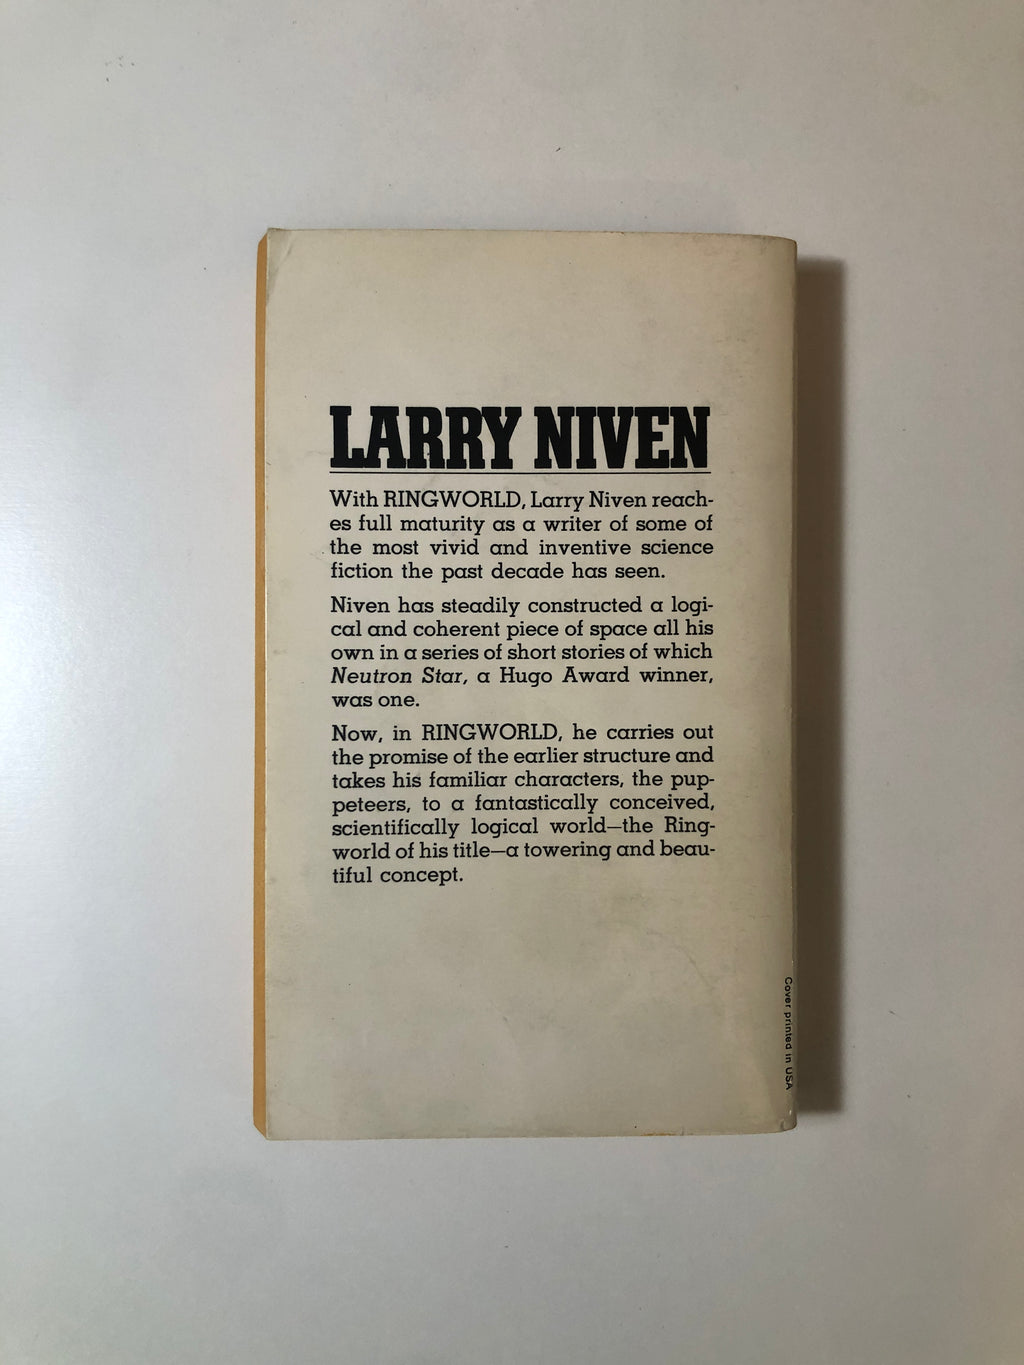 LARRY NIVEN
With RINGWORLD, Larry Niven reach-
es full maturity as a writer of some of
the most vivid and inventive science
fiction the past decade has seen.
Niven has steadily constructed a logi-
cal and coherent piece of space all his
own in a series of short stories of which
Neutron Star, a Hugo Award winner,
was one.
Now, in RINGWORLD, he carries out
the promise of the earlier structure and
takes his familiar characters, the pup-
peteers, to a fantastically conceived,
scientifically logical world—the Ring-
world of his title—a towering and beau-
tiful concept.
Cover printed in USA